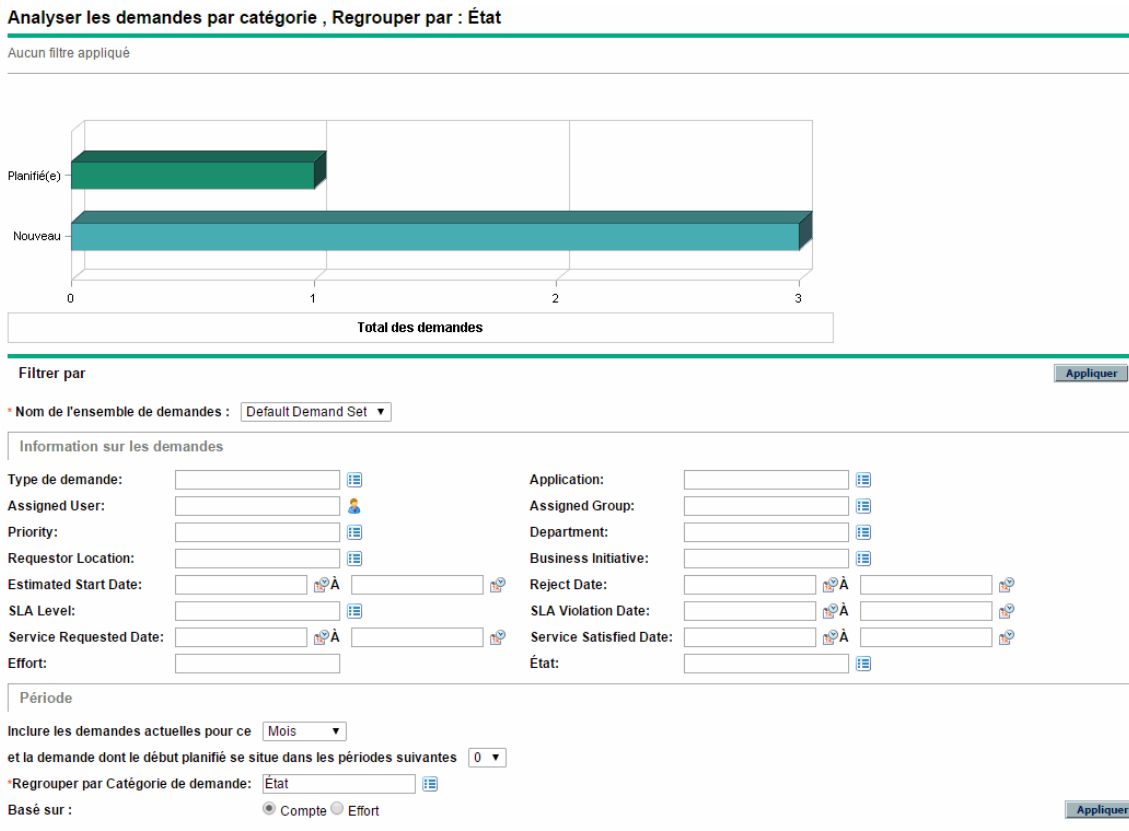 Analyser les demandes par catégorie , Regrouper par : État
Aucun filtre appliqué
Planifié(e)
Nouveau
0 1 2 3
Total des demandes
Filtrer par Appliquer
* Nom de l'ensemble de demandes : Default Demand Set
Information sur les demandes
Type de demande: Application:
Assigned User: Assigned Group:
Priority: Department:
Requestor Location: Business Initiative:
Estimated Start Date: À Reject Date: À
SLA Level: SLA Violation Date: À
Service Requested Date: À Service Satisfied Date: À
Effort: État:
Période
Inclure les demandes actuelles pour ce Mois
et la demande dont le début planifié se situe dans les périodes suivantes 0
*Regrouper par Catégorie de demande: État
Basé sur : Compte Effort Appliquer